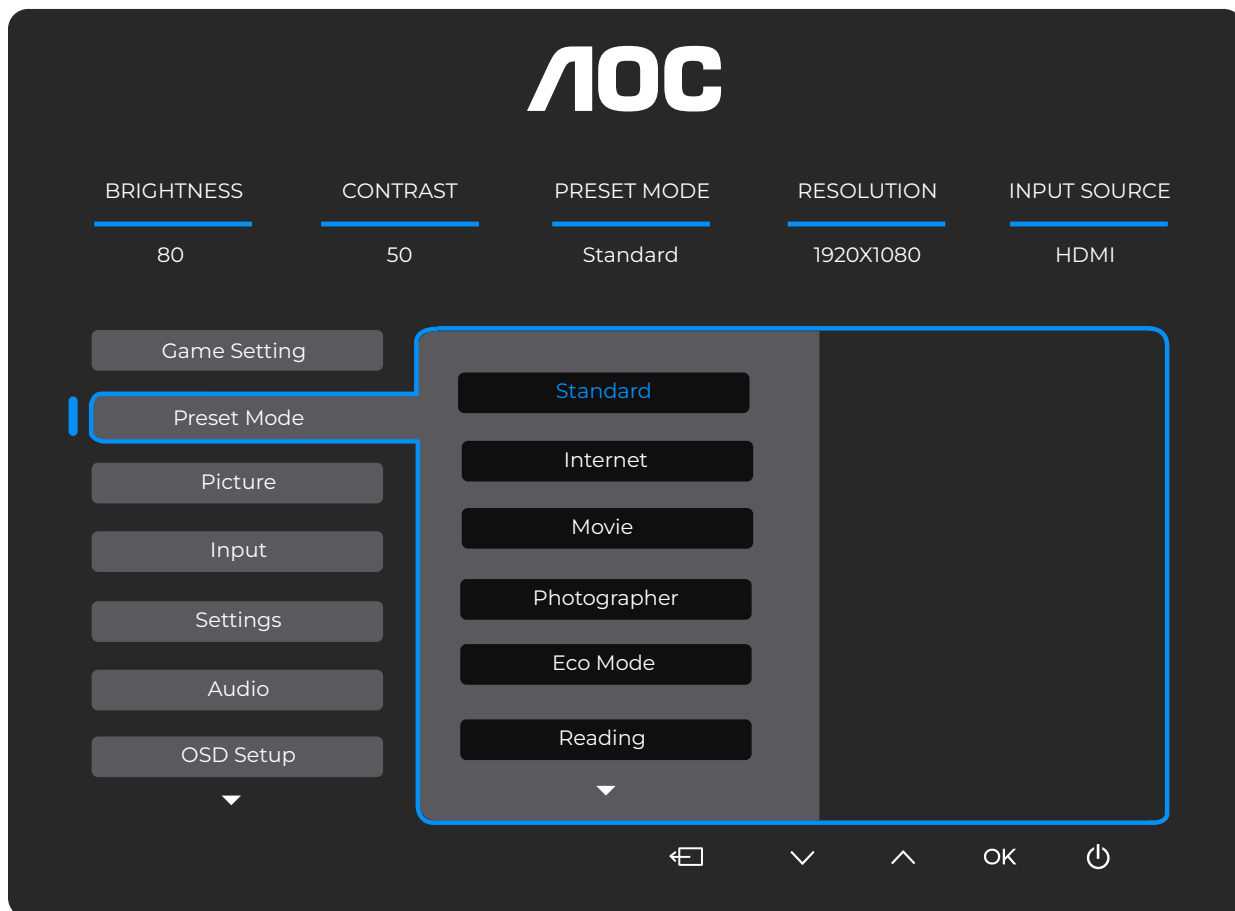 AOC
BRIGHTNESS CONTRAST PRESET MODE RESOLUTION INPUT SOURCE
80 50 Standard 1920X1080 HDMI
Game Setting
Preset Mode
Picture
Input
Settings
Audio
OSD Setup
Standard
Internet
Movie
Photographer
Eco Mode
Reading
OK